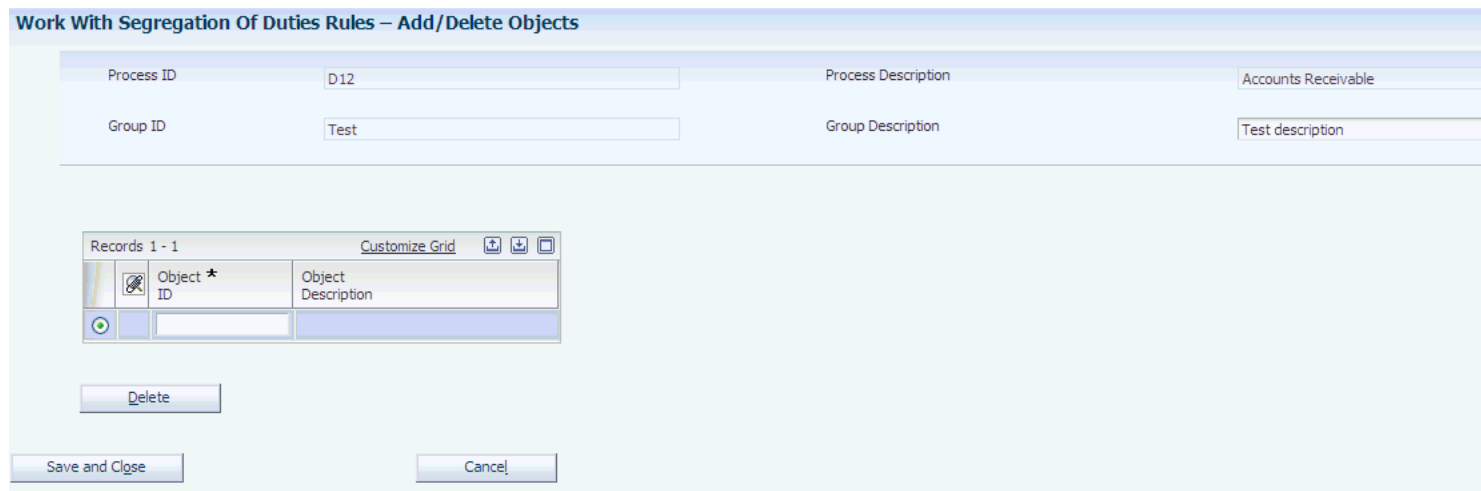 Work With Segregation Of Duties Rules – Add/Delete Objects
Process ID D12 Process Description Accounts Receivable
Group ID Test Group Description Test description
Records 1 - 1 Customize Grid
Object * Object
ID Description
Delete
Save and Close Cancel